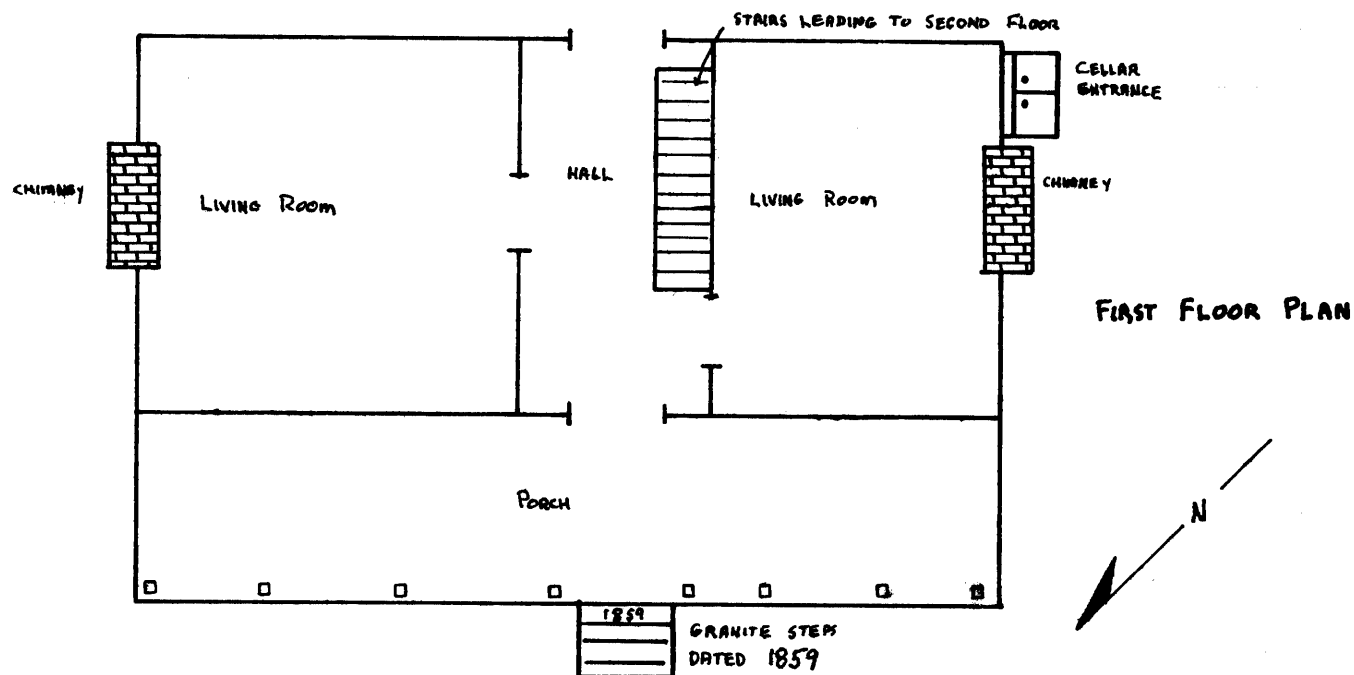 STAIRS LEADING TO SECOND FLOOR
CELLAR
ENTRANCE
HALL
CHIMNEY
LIVING ROOM
LIVING ROOM
CHIMNEY
FIRST FLOOR PLAN
PORCH
N
1859
GRANITE STEPS
DATED 1859